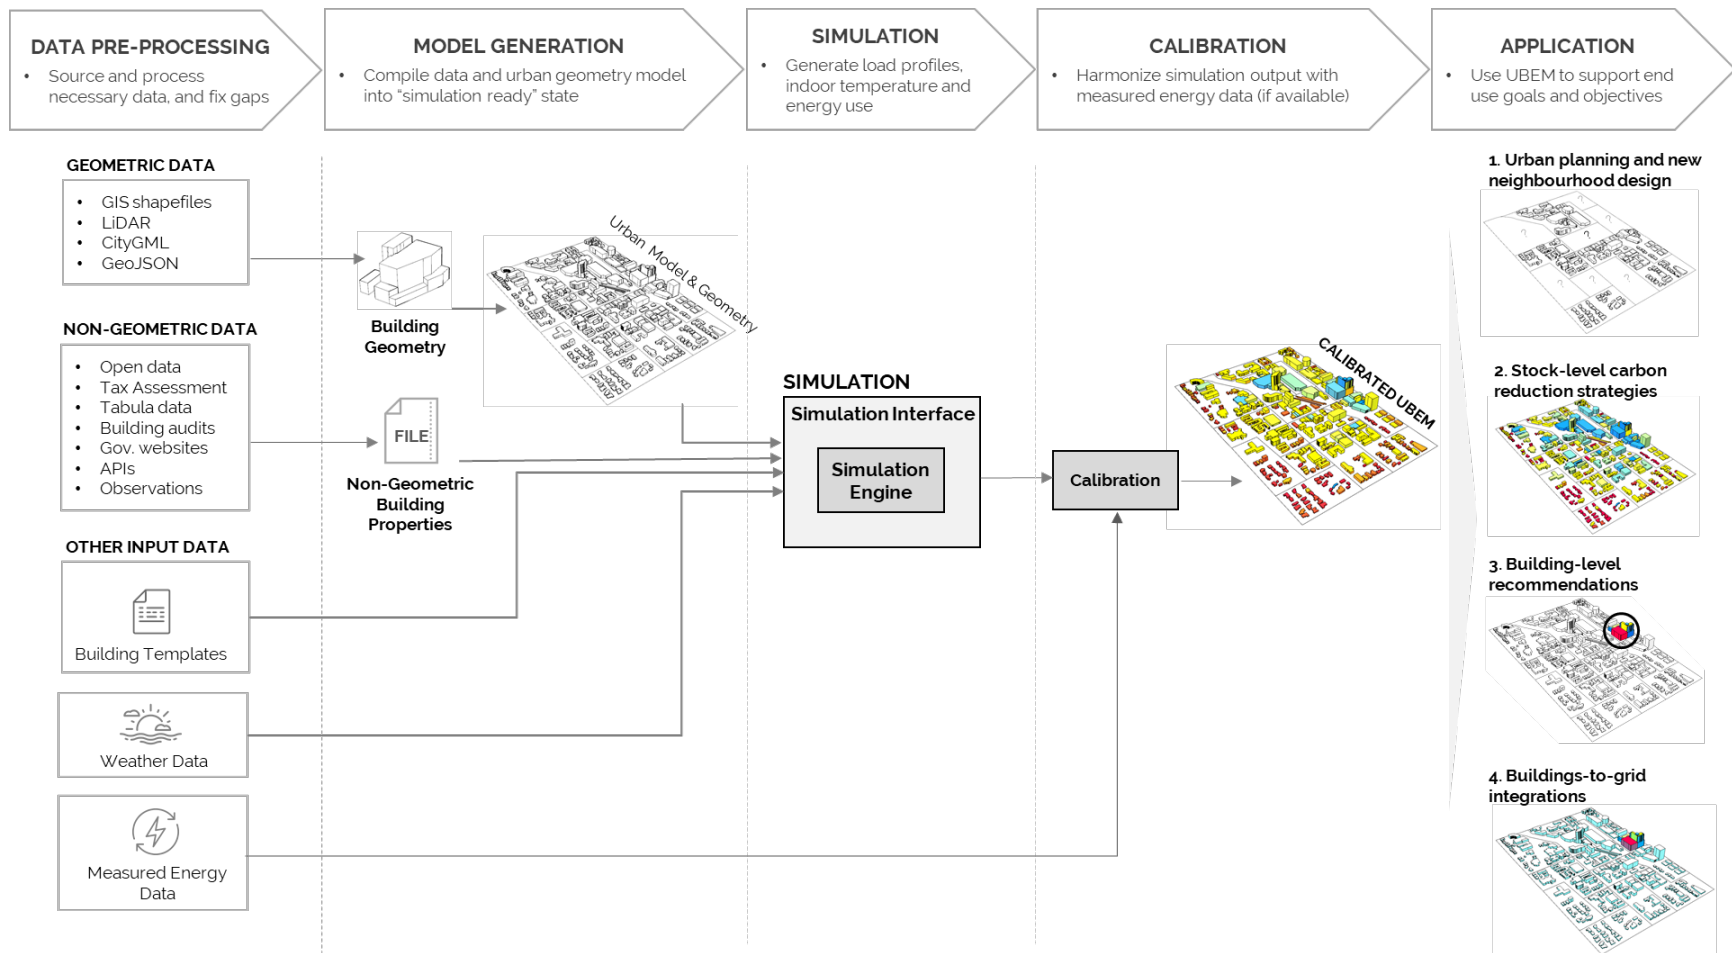 DATA PRE-PROCESSING
• Source and process
necessary data, and fix gaps
MODEL GENERATION
• Compile data and urban geometry model
into “simulation ready” state
SIMULATION
• Generate load profiles,
indoor temperature and
energy use
CALIBRATION
• Harmonize simulation output with
measured energy data (if available)
APPLICATION
• Use UBEM to support end
use goals and objectives
GEOMETRIC DATA
• GIS shapefiles
• LiDAR
• CityGML
• GeoJSON
NON-GEOMETRIC DATA
• Open data
• Tax Assessment
• Tabula data
• Building audits
• Gov. websites
• APIs
• Observations
OTHER INPUT DATA
Building Templates
Weather Data
Measured Energy
Data
Building
Geometry
Urban Model & Geometry
FILE
Non-Geometric
Building
Properties
SIMULATION
Simulation Interface
Simulation
Engine
Calibration
CALIBRATED UBEM
1. Urban planning and new
neighbourhood design
?
?
?
?
?
2. Stock-level carbon
reduction strategies
3. Building-level
recommendations
4. Buildings-to-grid
integrations